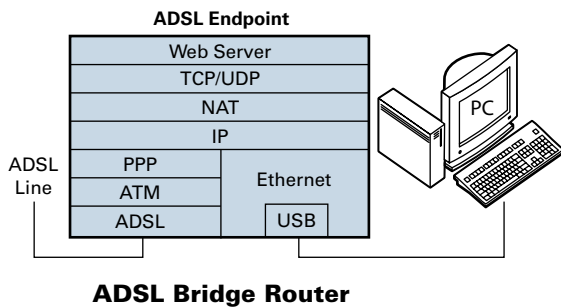 ADSL Endpoint
Web Server
TCP/UDP
NAT
IP
PPP
ATM
ADSL
Ethernet
USB
ADSL
Line
PC
ADSL Bridge Router